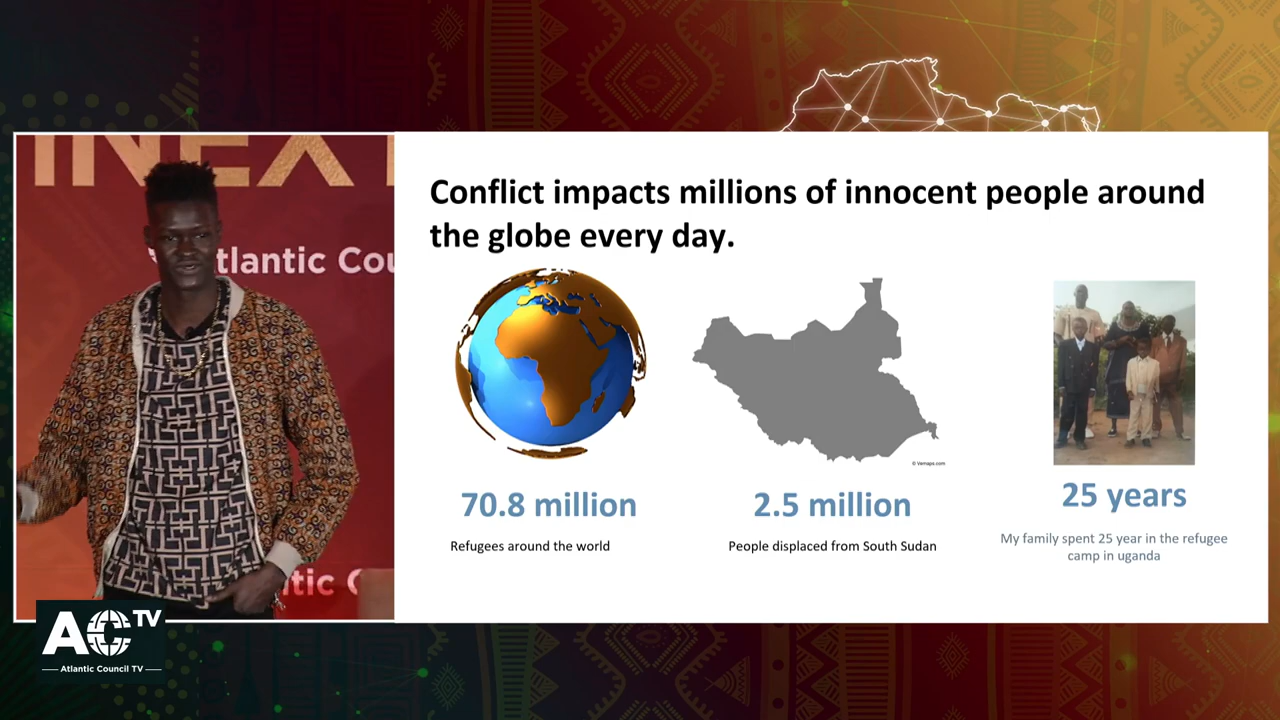 INEXT
Atlantic Cou
Conflict impacts millions of innocent people around
the globe every day.
© Vemaps.com
70.8 million
2.5 million
25 years
Refugees around the world
People displaced from South Sudan
My family spent 25 year in the refugee
camp in uganda
ntic C
AC TV
Atlantic Council TV